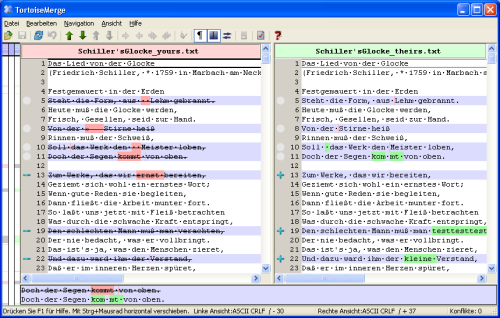 TortoiseMerge
Datei Bearbeiten Navigation Ansicht Hilfe
Schiller'sGlocke_yours.txt
1 Das·Lied·von·der·Glocke
2 (Friedrich·Schiller,·*·1759·in·Marbach·am·Neck
3
4 Festgemauert·in·der·Erden
5 Steht·die·Form,·aus···Lehm·gebrannt.
6 Heute·muß·die·Glocke·werden,
7 Frisch,·Gesellen,·seid·zur·Hand.
8 Von·der·s····Stirne·heiß
9 Rinnen·muß·der·Schweiß,
10 Soll·das·Werk·den···Meister·loben,
11 Doch·der·Segen·kommt·von·oben.
12
13 Zum·Werke,·das·wir·ernst·bereiten,
14 Geziemt·sich·wohl·ein·ernstes·Wort;
15 Wenn·gute·Reden·sie·begleiten,
16 Dann·fließt·die·Arbeit·munter·fort.
17 So·laßt·uns·jetzt·mit·Fleiß·betrachten
18 Was·durch·die·schwache·Kraft·entspringt,
19 Den·schlechten·Mann·muß·man·verachten,
20 Der·nie·bedacht,·was·er·vollbringt.
21 Das·ist's·ja,·was·den·Menschen·zieret,
22 Und·dazu·ward·ihm·der·Verstand,
23 Daß·er·im·innern·Herzen·spüret,
Schiller'sGlocke_theirs.txt
1 Das·Lied·von·der·Glocke
2 (Friedrich·Schiller,·*·1759·in·Marbach·am·N
3
4 Festgemauert·in·der·Erden
5 Steht·die·Form,·aus·Lehm·gebrannt.
6 Heute·muß·die·Glocke·werden,
7 Frisch,·Gesellen,·seid·zur·Hand.
8 Von·der·Stirne·heiß
9 Rinnen·muß·der·Schweiß,
10 Soll··das·Werk·den·Meister·loben,
11 Doch·der·Segen·kom·mt·von·oben.
12
13 Zum·Werke,·das·wir·bereiten,
14 Geziemt·sich·wohl·ein·ernstes·Wort;
15 Wenn·gute·Reden·sie·begleiten,
16 Dann·fließt·die·Arbeit·munter·fort.
17 So·laßt·uns·jetzt·mit·Fleiß·betrachten
18 Was·durch·die·schwache·Kraft·entspringt,
19 Den·schlechten·Mann·muß·man·testtestest
20 Der·nie·bedacht,·was·er·vollbringt.
21 Das·ist's·ja,·was·den·Menschen·zieret,
22 Und·dazu·ward·ihm·der·kleine·Verstand,
23 Daß·er·im·innern·Herzen·spüret,
Doch·der·Segen·kommt·von·oben.
Doch·der·Segen·kom·mt·von·oben.
Drücken Sie F1 für Hilfe. Mit Strg+Mausrad horizontal verschieben. Linke Ansicht:ASCII CRLF / - 30 Rechte Ansicht:ASCII CRLF / + 37 Konflikte: 0